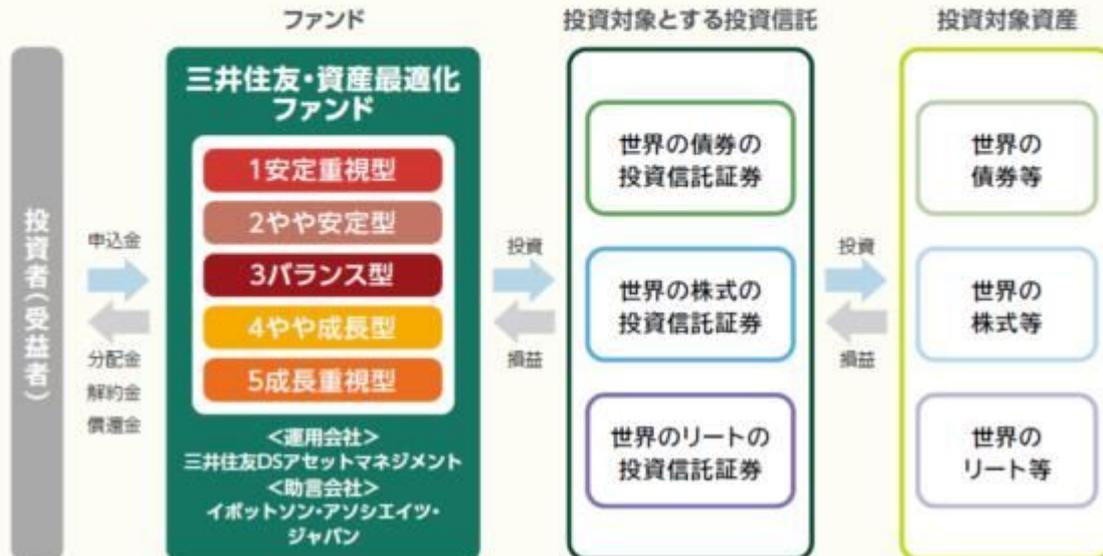 ファンド
投資対象とする投資信託
投資対象資産
投資者(受益者)
申込金
分配金
解約金
償還金
三井住友・資産最適化
ファンド
1安定重視型
2やや安定型
3バランス型
4やや成長型
5成長重視型
<運用会社>
三井住友DSアセットマネジメント
<助言会社>
イボットソン・アソシエイツ・
ジャパン
投資
損益
世界の債券の
投資信託証券
世界の株式の
投資信託証券
世界のリートの
投資信託証券
投資
損益
世界の
債券等
世界の
株式等
世界の
リート等